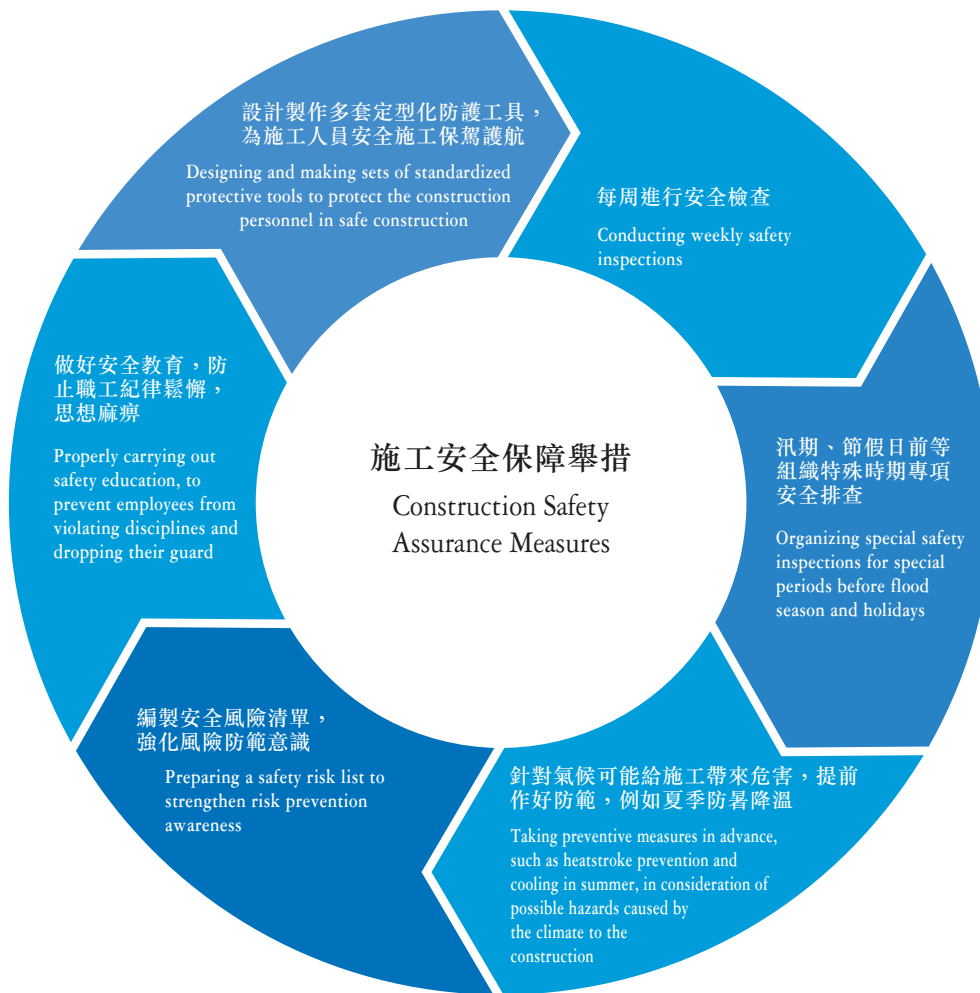 設計製作多套定型化防護工具，
為施工人員安全施工保駕護航
Designing and making sets of standardized
protective tools to protect the construction
personnel in safe construction
每周進行安全檢查
Conducting weekly safety
inspections
做好安全教育，防
止職工紀律鬆懈，
思想麻痹
Properly carrying out
safety education, to
prevent employees from
violating disciplines and
dropping their guard
施工安全保障舉措
Construction Safety
Assurance Measures
汛期、節假日前等
組織特殊時期專項
安全排查
Organizing special safety
inspections for special
periods before flood
season and holidays
編製安全風險清單，
強化風險防範意識
Preparing a safety risk list to
strengthen risk prevention
awareness
針對氣候可能給施工帶來危害，提前
作好防範，例如夏季防暑降溫
Taking preventive measures in advance,
such as heatstroke prevention and
cooling in summer, in consideration of
possible hazards caused by
the climate to the
construction